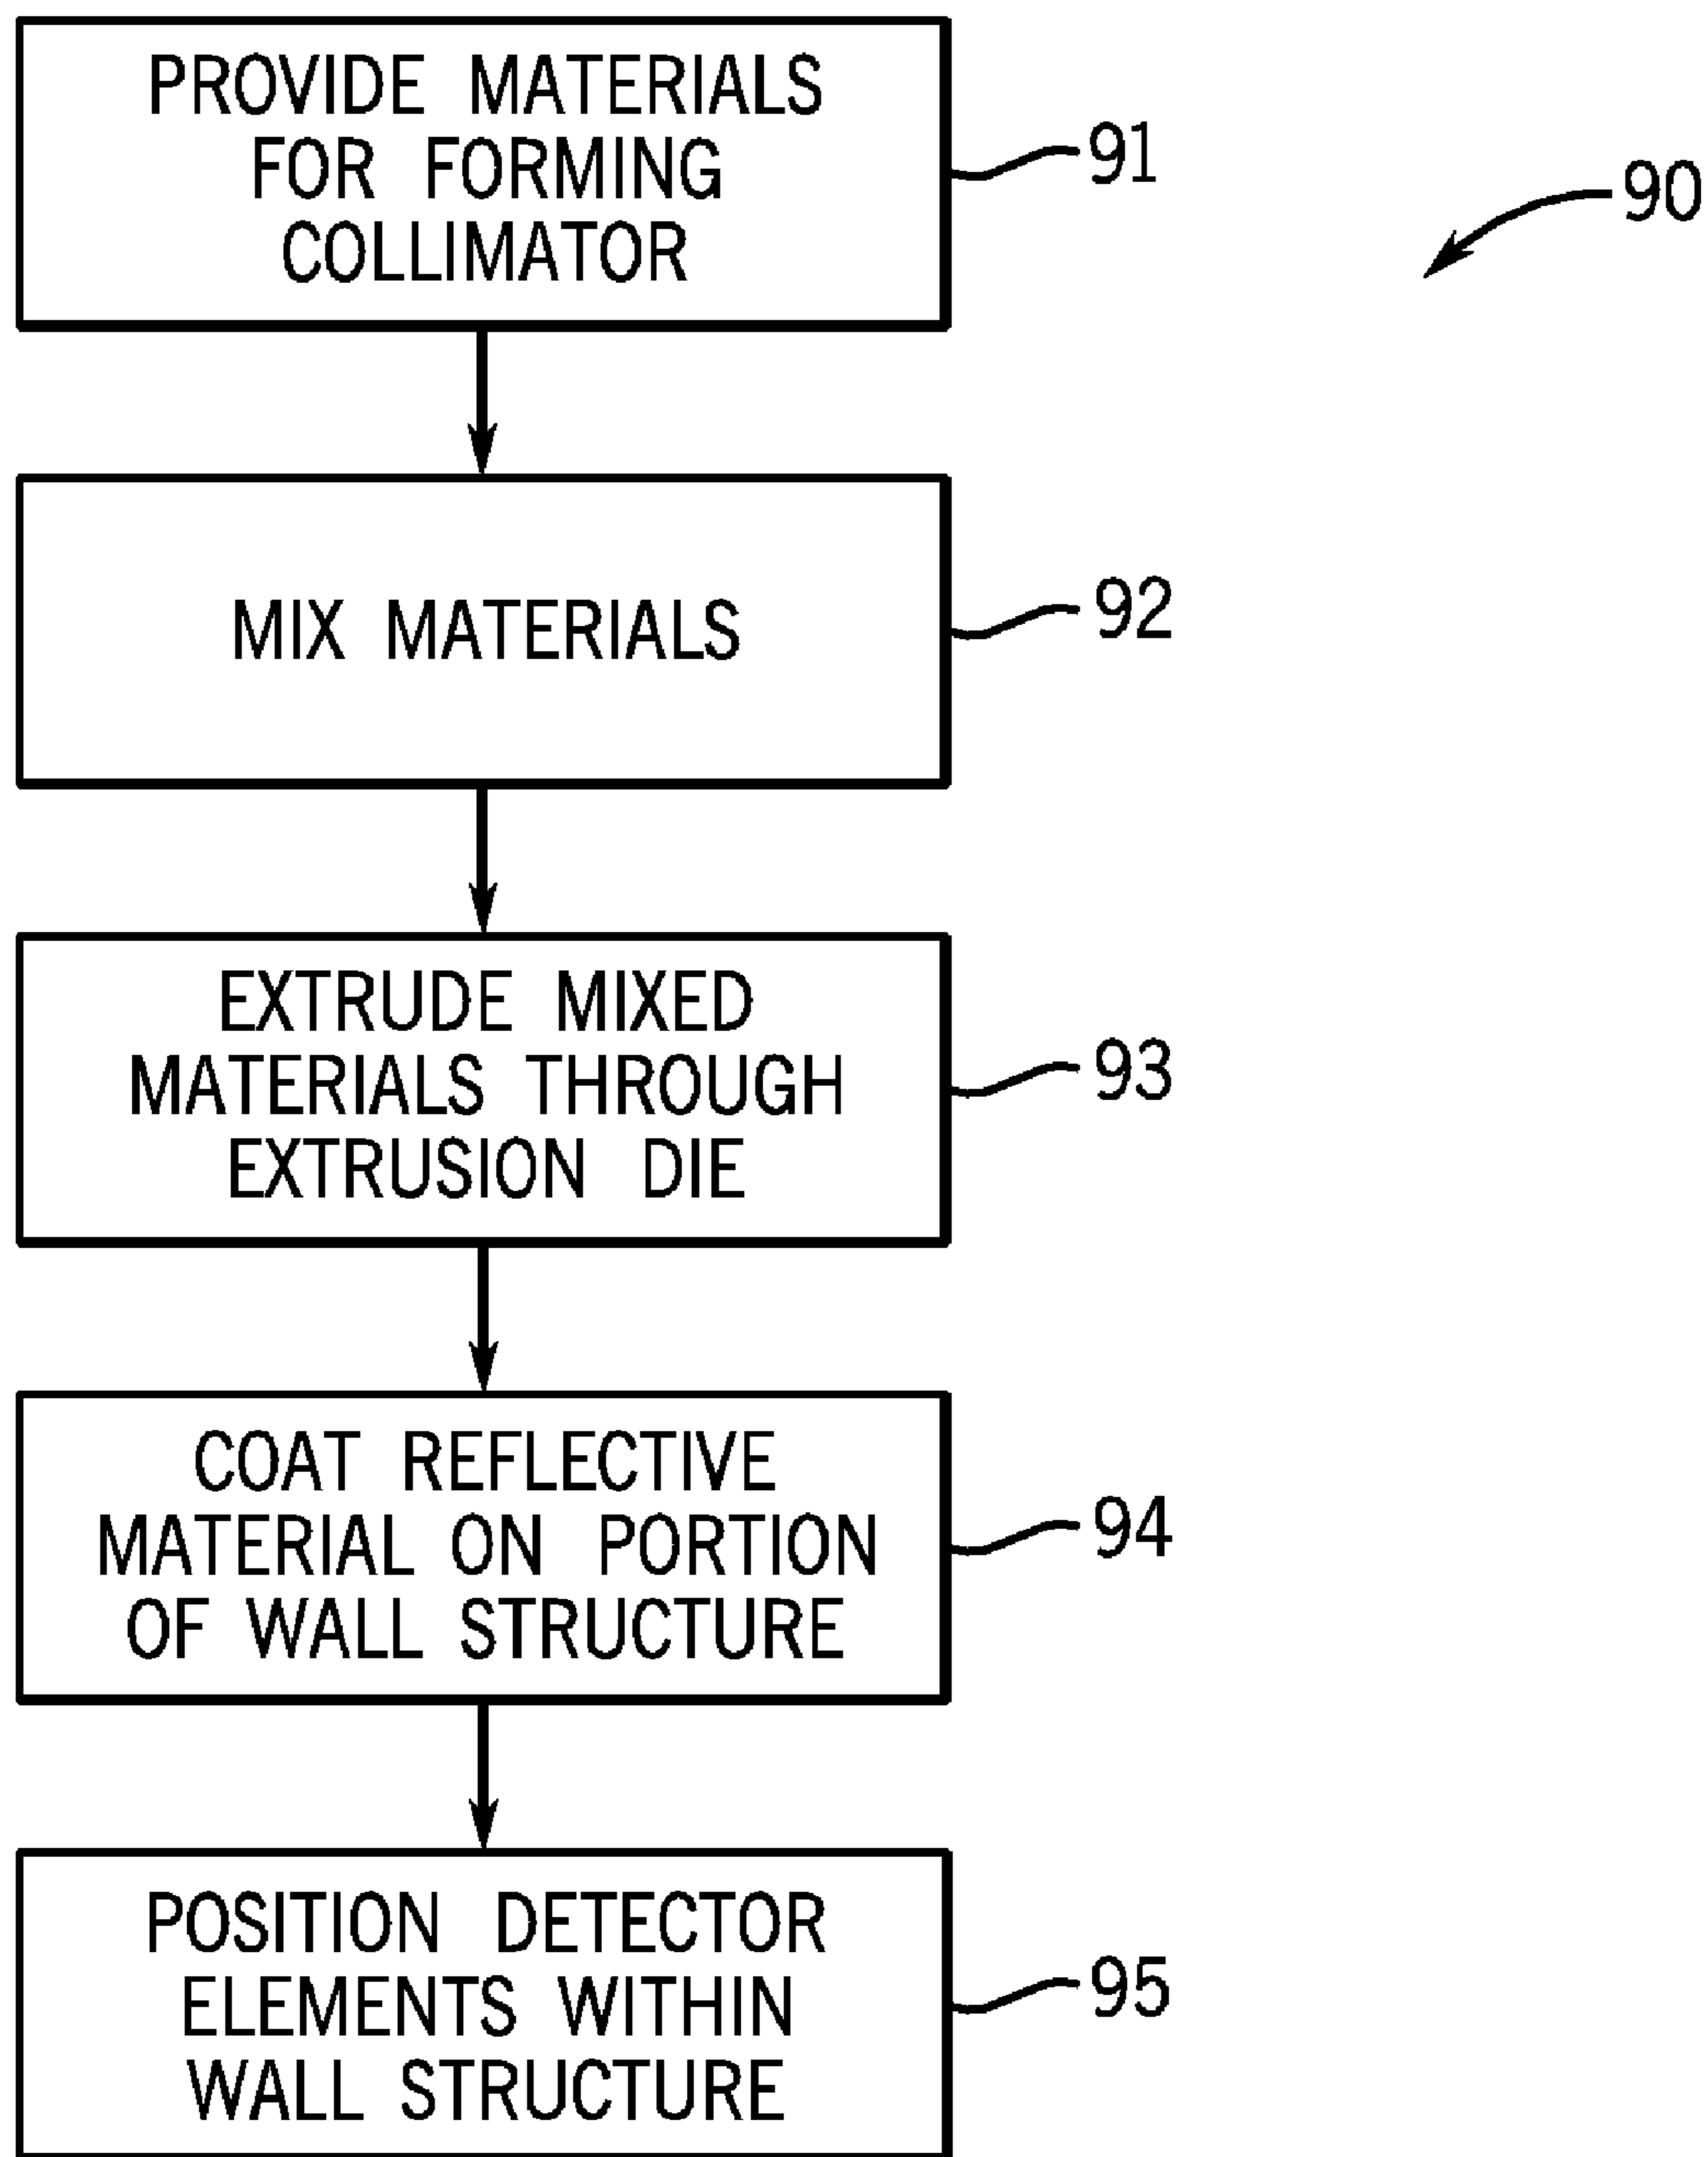 PROVIDE MATERIALS
FOR FORMING
COLLIMATOR
91
90
MIX MATERIALS
92
EXTRUDE MIXED
MATERIALS THROUGH
EXTRUSION DIE
93
COAT REFLECTIVE
MATERIAL ON PORTION
OF WALL STRUCTURE
94
POSITION DETECTOR
ELEMENTS WITHIN
WALL STRUCTURE
95